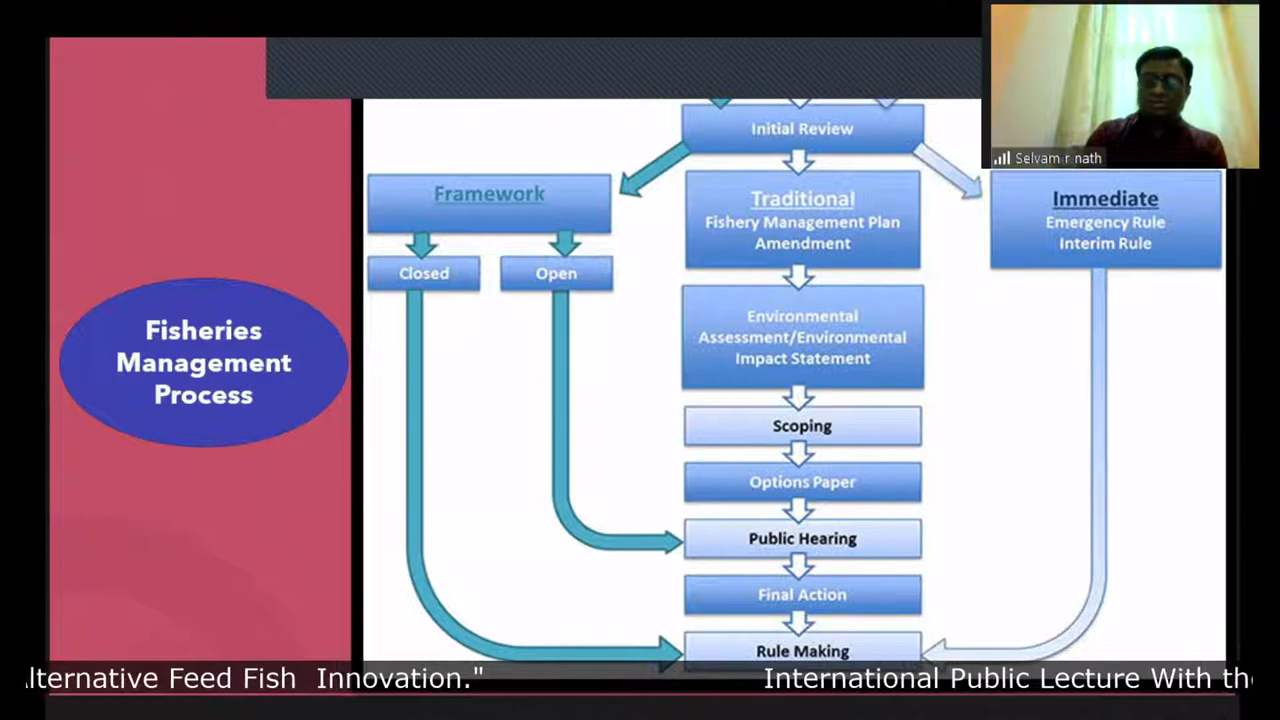 Initial Review
Selvam r nath
Framework
Closed
Open
Traditional
Fishery Management Plan
Amendment
Immediate
Emergency Rule
Interim Rule
Fisheries
Management
Process
Environmental
Assessment/Environmental
Impact Statement
Scoping
Options Paper
Public Hearing
Final Action
Rule Making
lternative Feed Fish Innovation."
International Public Lecture With the